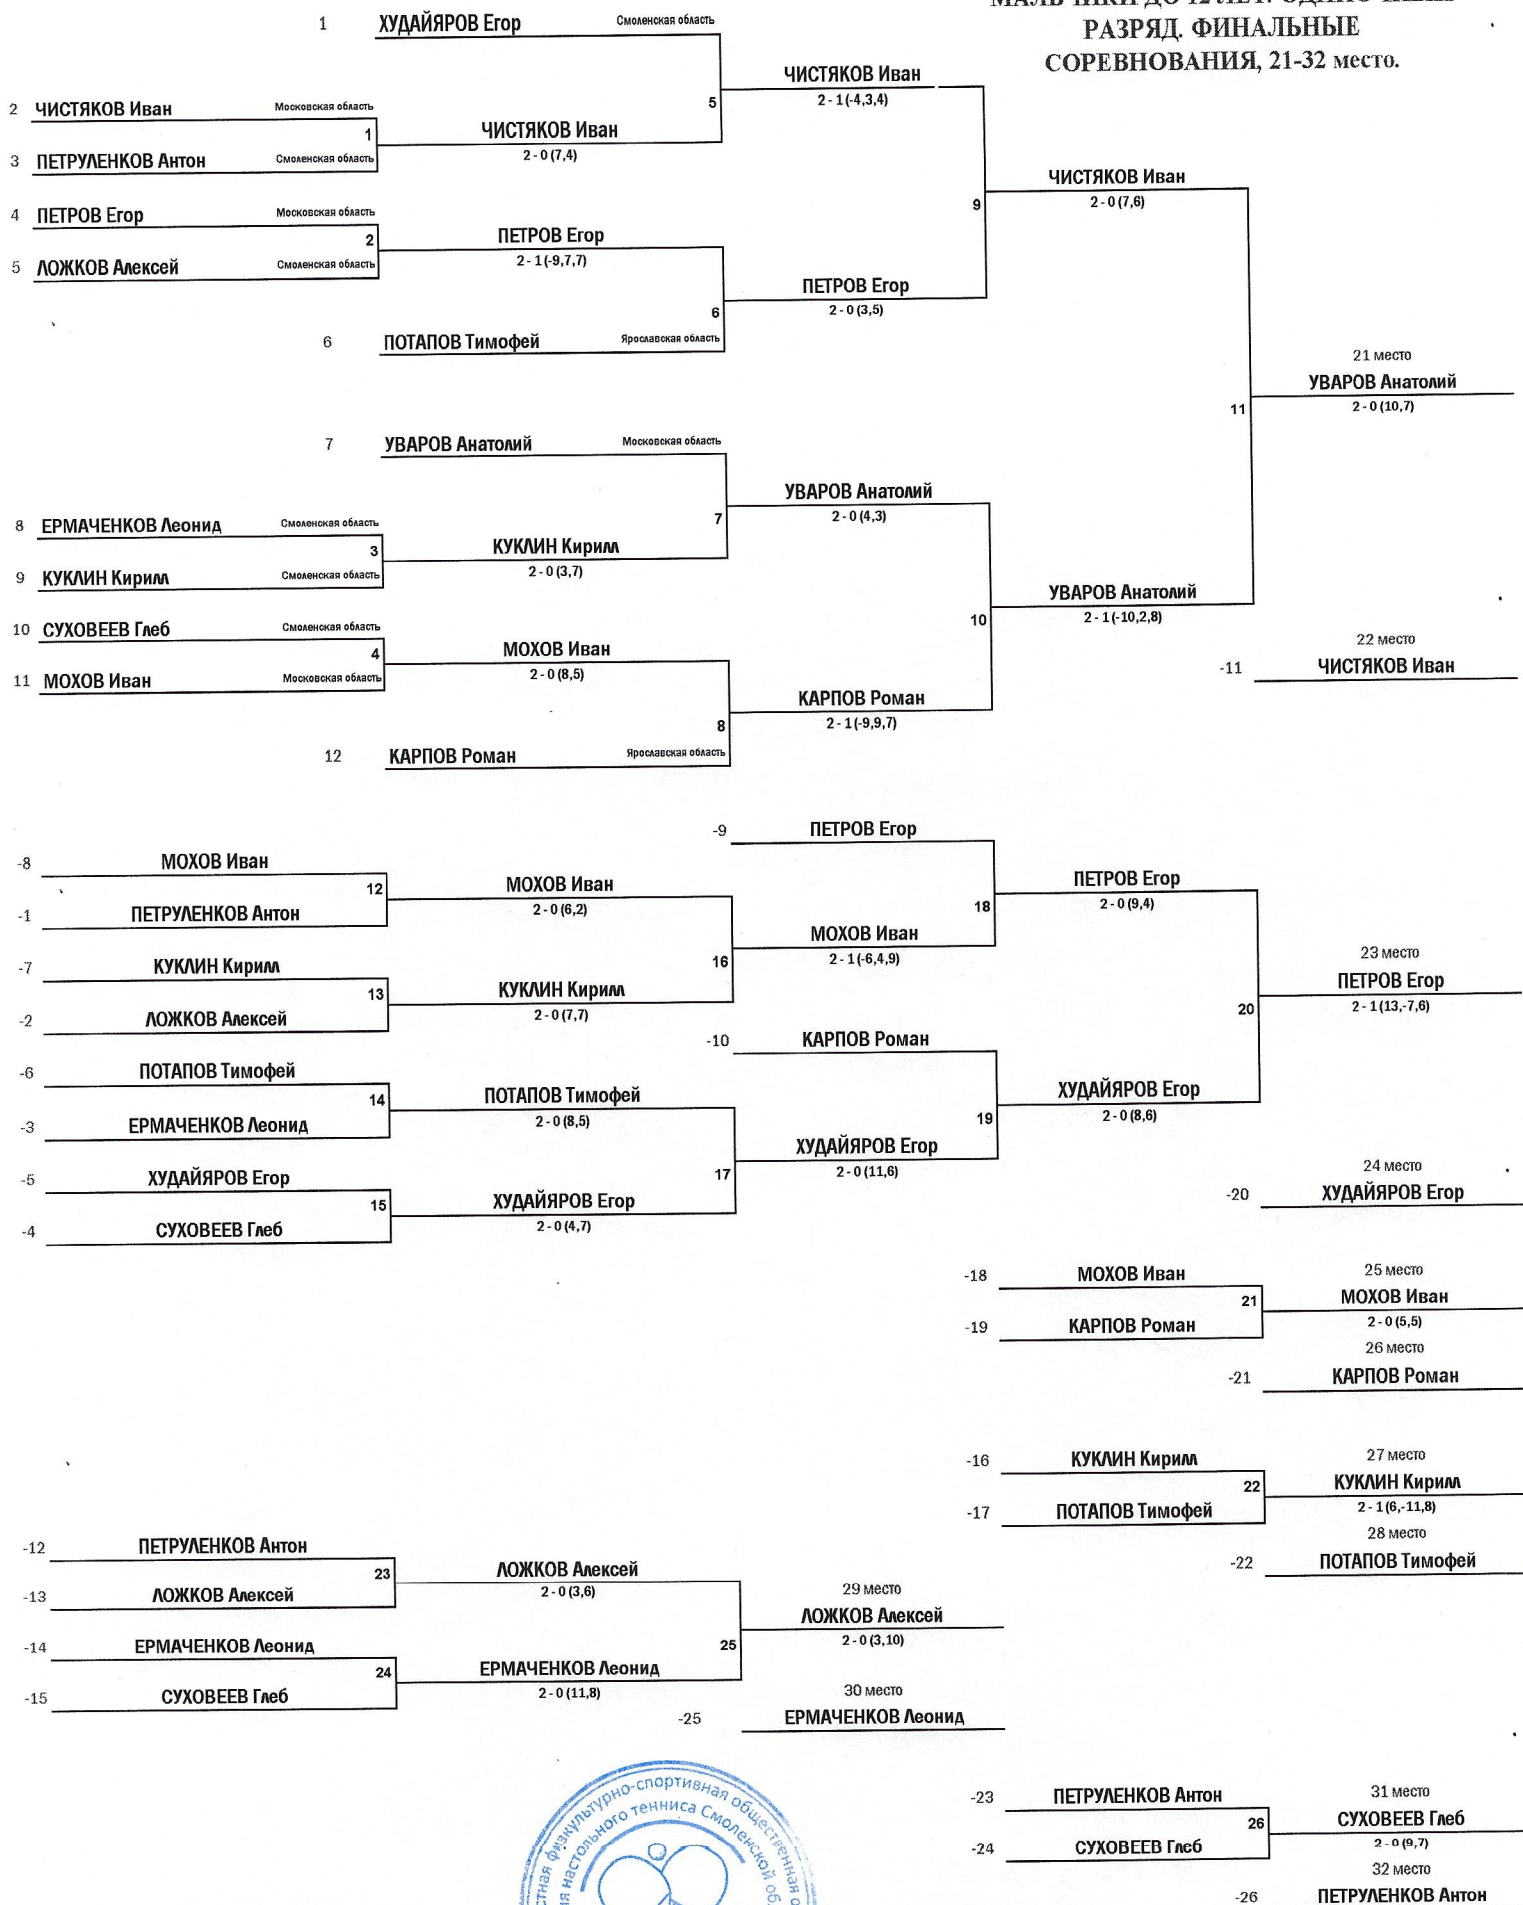 МАЛЬЧИКИ ДО 12 ЛЕТ. ОДИНОЧНЫЙ
РАЗРЯД. ФИНАЛЬНЫЕ
СОРЕВНОВАНИЯ, 21-32 место.
1 ХУДАЙЯРОВ Егор Смоленская область
ЧИСТЯКОВ Иван
5 2 - 1 (-4,3,4)
2 ЧИСТЯКОВ Иван Московская область
1 ЧИСТЯКОВ Иван
3 ПЕТРУЛЕНКОВ Антон Смоленская область
2 - 0 (7,4)
ЧИСТЯКОВ Иван
9 2 - 0 (7,6)
4 ПЕТРОВ Егор Московская область
2 ПЕТРОВ Егор
5 ЛОЖКОВ Алексей Смоленская область
2 - 1 (-9,7,7)
ПЕТРОВ Егор
6 2 - 0 (3,5)
6 ПОТАПОВ Тимофей Ярославская область
21 место
УВАРОВ Анатолий
11 2 - 0 (10,7)
7 УВАРОВ Анатолий Московская область
УВАРОВ Анатолий
7 2 - 0 (4,3)
8 ЕРМАЧЕНКОВ Леонид Смоленская область
3 КУКЛИН Кирилл
9 КУКЛИН Кирилл Смоленская область
2 - 0 (3,7)
УВАРОВ Анатолий
10 2 - 1 (-10,2,8)
10 СУХОВЕЕВ Глеб Смоленская область
4 МОХОВ Иван
11 МОХОВ Иван Московская область
2 - 0 (8,5)
22 место
-11 ЧИСТЯКОВ Иван
КАРПОВ Роман
8 2 - 1 (-9,9,7)
12 КАРПОВ Роман Ярославская область
-9 ПЕТРОВ Егор
-8 МОХОВ Иван
12 МОХОВ Иван
2 - 0 (6,2)
-1 ПЕТРУЛЕНКОВ Антон
ПЕТРОВ Егор
18 2 - 0 (9,4)
МОХОВ Иван
16 2 - 1 (-6,4,9)
-7 КУКЛИН Кирилл
13 КУКЛИН Кирилл
2 - 0 (7,7)
-2 ЛОЖКОВ Алексей
23 место
ПЕТРОВ Егор
20 2 - 1 (13,-7,6)
-10 КАРПОВ Роман
-6 ПОТАПОВ Тимофей
14 ПОТАПОВ Тимофей
2 - 0 (8,5)
-3 ЕРМАЧЕНКОВ Леонид
ХУДАЙЯРОВ Егор
19 2 - 0 (8,6)
ХУДАЙЯРОВ Егор
17 2 - 0 (11,6)
-5 ХУДАЙЯРОВ Егор
15 ХУДАЙЯРОВ Егор
2 - 0 (4,7)
-4 СУХОВЕЕВ Глеб
24 место
-20 ХУДАЙЯРОВ Егор
-18 МОХОВ Иван
25 место
21 МОХОВ Иван
-19 КАРПОВ Роман
2 - 0 (5,5)
26 место
-21 КАРПОВ Роман
-16 КУКЛИН Кирилл
27 место
22 КУКЛИН Кирилл
-17 ПОТАПОВ Тимофей
2 - 1 (6,-11,8)
28 место
-22 ПОТАПОВ Тимофей
-12 ПЕТРУЛЕНКОВ Антон
23 ЛОЖКОВ Алексей
-13 ЛОЖКОВ Алексей
2 - 0 (3,6)
29 место
ЛОЖКОВ Алексей
25 2 - 0 (3,10)
-14 ЕРМАЧЕНКОВ Леонид
24 ЕРМАЧЕНКОВ Леонид
-15 СУХОВЕЕВ Глеб
2 - 0 (11,8)
30 место
-25 ЕРМАЧЕНКОВ Леонид
физкультурно-спортивная общественная
настольного тенниса Смоленской
-23 ПЕТРУЛЕНКОВ Антон
31 место
26 СУХОВЕЕВ Глеб
-24 СУХОВЕЕВ Глеб
2 - 0 (9,7)
32 место
-26 ПЕТРУЛЕНКОВ Антон